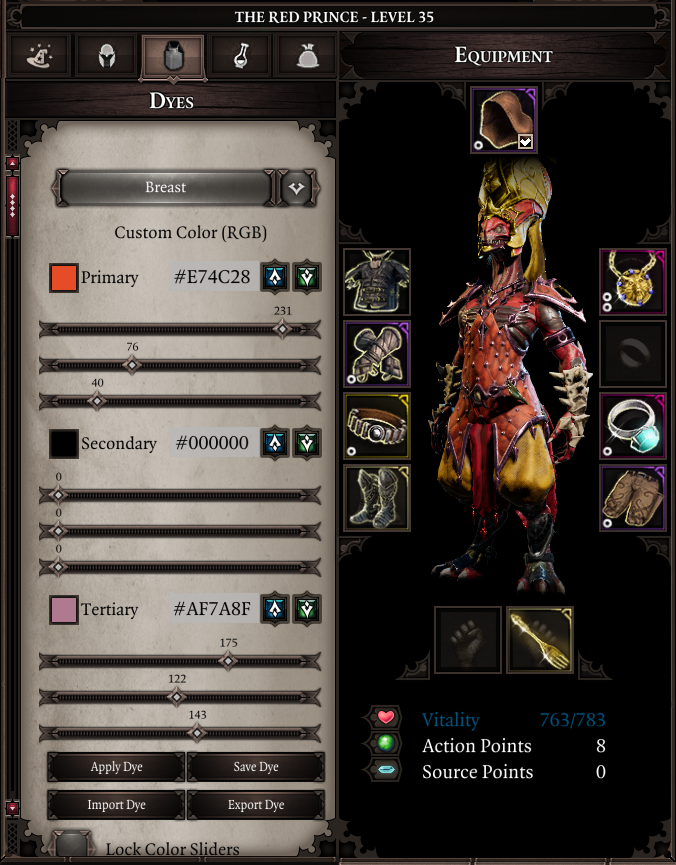 THE RED PRINCE - LEVEL 35
DYES
Breast
Custom Color (RGB)
Primary #E74C28
231
76
40
Secondary #000000
0
0
0
Tertiary #AF7A8F
175
122
143
Apply Dye Save Dye
Import Dye Export Dye
Lock Color Sliders
EQUIPMENT
Vitality 763/783
Action Points 8
Source Points 0